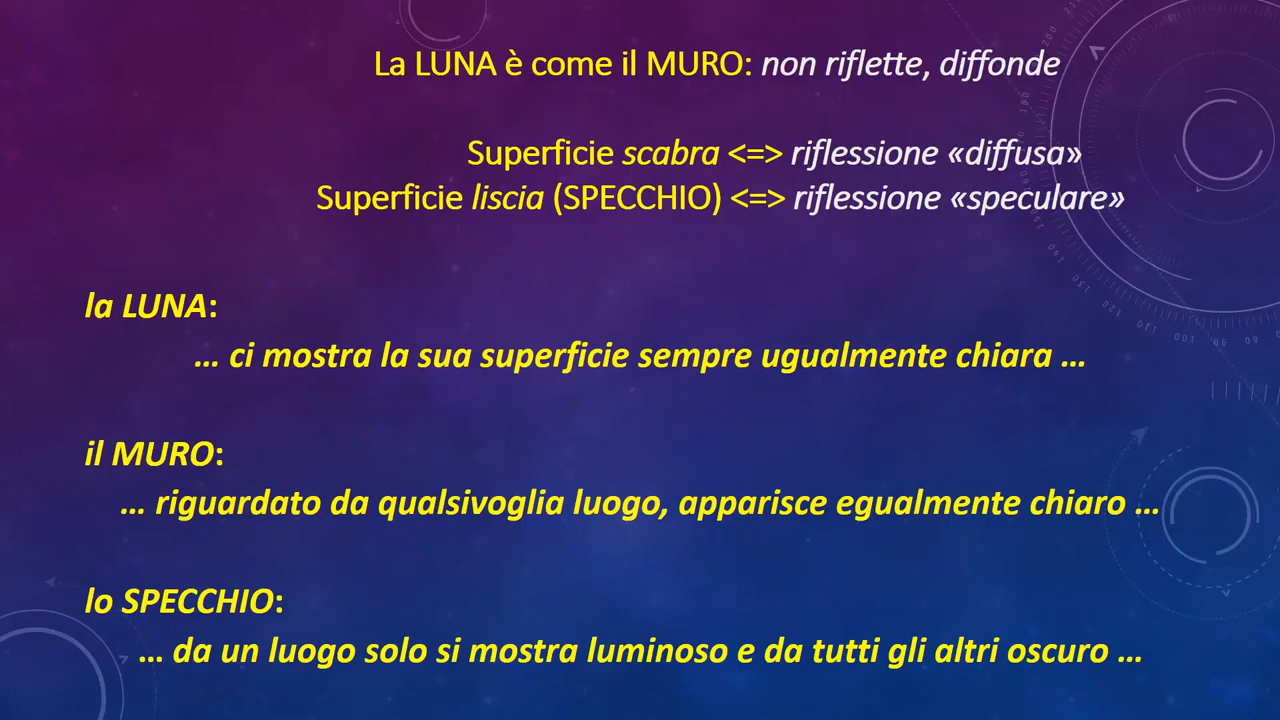 La LUNA è come il MURO: non riflette, diffonde
Superficie scabra <=> riflessione «diffusa»
Superficie liscia (SPECCHIO) <=> riflessione «speculare»
la LUNA:
… ci mostra la sua superficie sempre ugualmente chiara …
il MURO:
… riguardato da qualsivoglia luogo, apparisce egualmente chiaro …
lo SPECCHIO:
… da un luogo solo si mostra luminoso e da tutti gli altri oscuro …